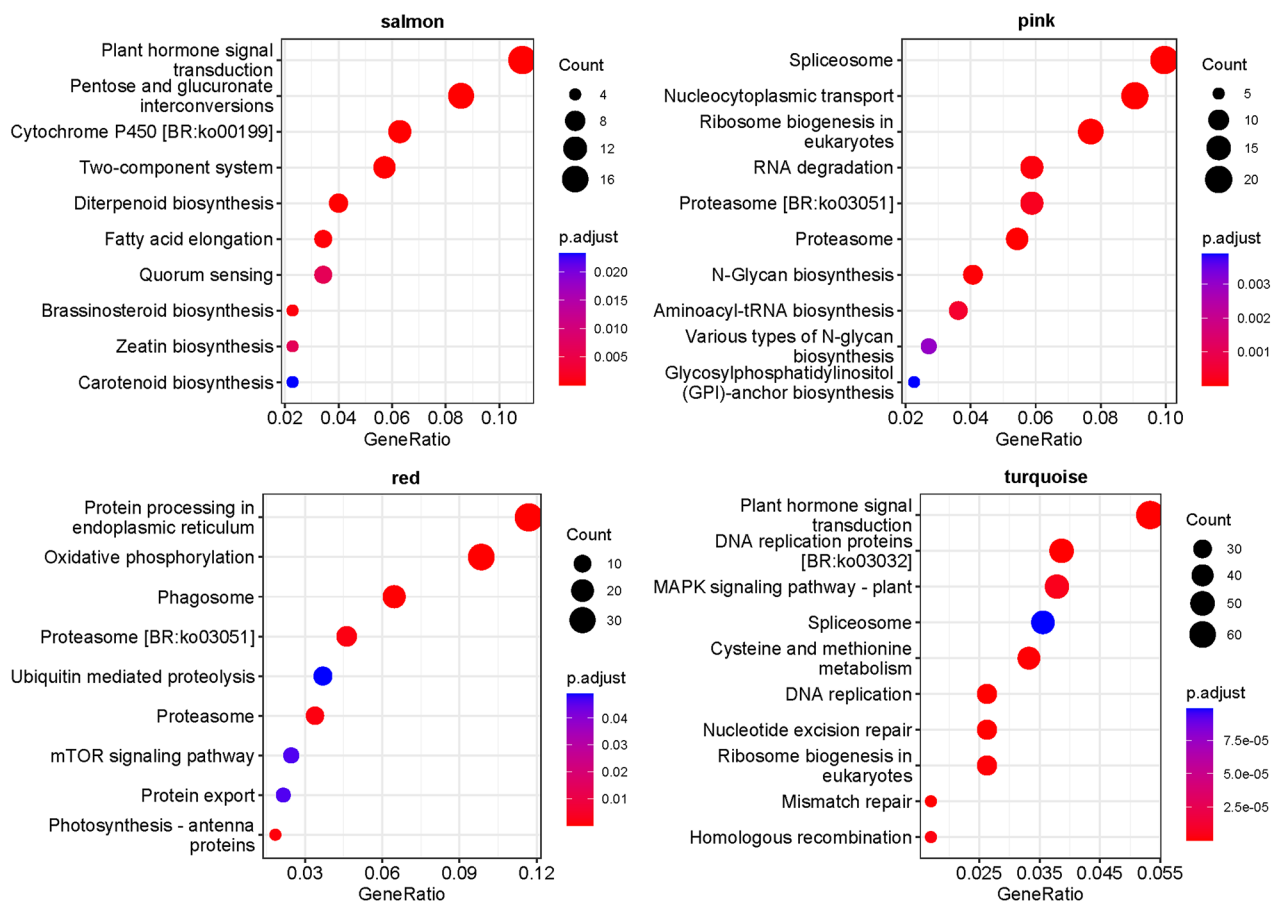 salmon
Plant hormone signal
transduction
Pentose and glucuronate
interconversions
Cytochrome P450 [BR:ko00199]
Two-component system
Diterpenoid biosynthesis
Fatty acid elongation
Quorum sensing
Brassinosteroid biosynthesis
Zeatin biosynthesis
Carotenoid biosynthesis
0.02 0.04 0.06 0.08 0.10
GeneRatio
Count
4
8
12
16
p.adjust
0.020
0.015
0.010
0.005
pink
Spliceosome
Nucleocytoplasmic transport
Ribosome biogenesis in
eukaryotes
RNA degradation
Proteasome [BR:ko03051]
Proteasome
N-Glycan biosynthesis
Aminoacyl-tRNA biosynthesis
Various types of N-glycan
biosynthesis
Glycosylphosphatidylinositol
(GPI)-anchor biosynthesis
0.02 0.04 0.06 0.08 0.10
GeneRatio
Count
5
10
15
20
p.adjust
0.003
0.002
0.001
red
Protein processing in
endoplasmic reticulum
Oxidative phosphorylation
Phagosome
Proteasome [BR:ko03051]
Ubiquitin mediated proteolysis
Proteasome
mTOR signaling pathway
Protein export
Photosynthesis - antenna
proteins
0.03 0.06 0.09 0.12
GeneRatio
Count
10
20
30
p.adjust
0.04
0.03
0.02
0.01
turquoise
Plant hormone signal
transduction
DNA replication proteins
[BR:ko03032]
MAPK signaling pathway - plant
Spliceosome
Cysteine and methionine
metabolism
DNA replication
Nucleotide excision repair
Ribosome biogenesis in
eukaryotes
Mismatch repair
Homologous recombination
0.025 0.035 0.045 0.055
GeneRatio
Count
30
40
50
60
p.adjust
7.5e-05
5.0e-05
2.5e-05